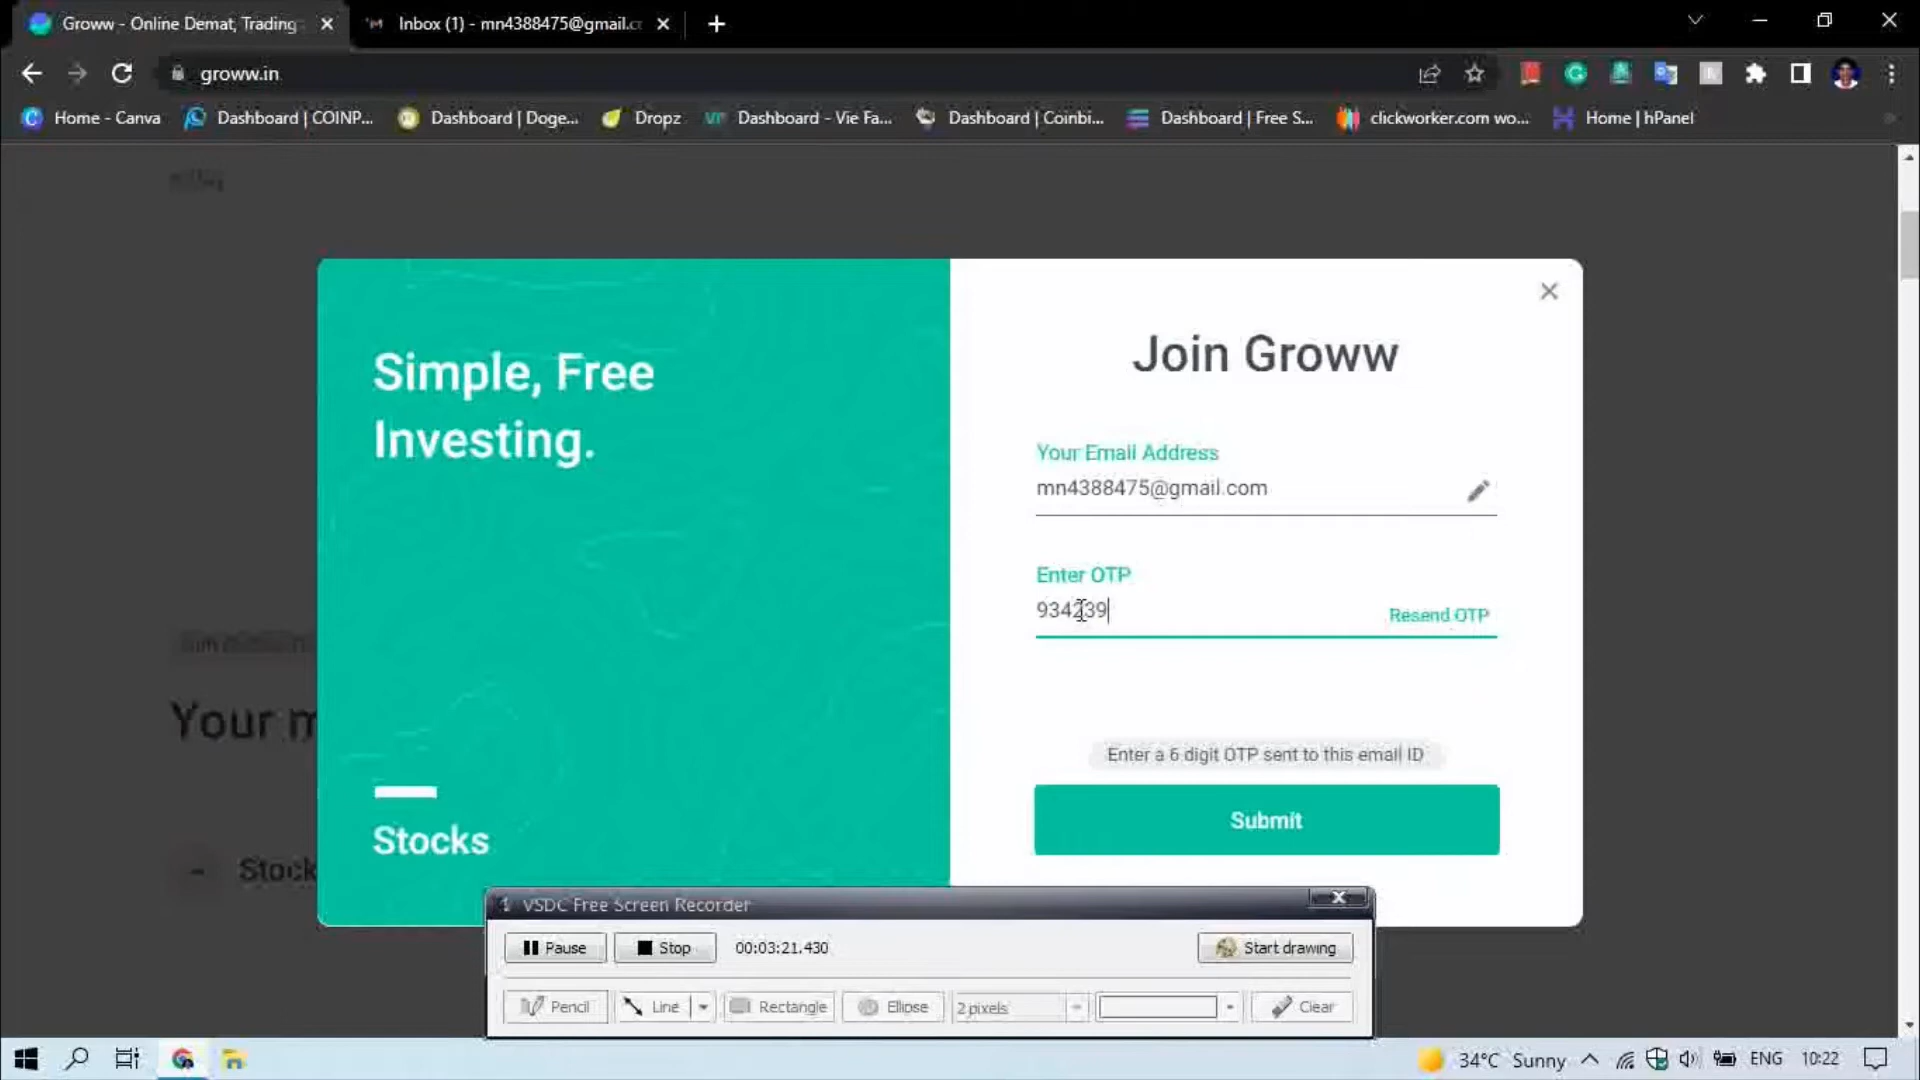 Groww - Online Demat, Trading
Inbox (1) - mn4388475@gmail.c
groww.in
Home - Canva
Dashboard | COINP...
Dashboard | Doge...
Dropz
Dashboard - Vie Fa...
Dashboard | Coinbi...
Dashboard | Free S...
clickworker.com wo...
Home | hPanel
Simple, Free
Investing.
Stocks
Join Groww
Your Email Address
mn4388475@gmail.com
Enter OTP
934239
Resend OTP
Enter a 6 digit OTP sent to this email ID
Submit
Your m
Stock
VSDC Free Screen Recorder
Pause
Stop
00:03:21.430
Start drawing
Pencil
Line
Rectangle
Ellipse
2 pixels
Clear
34°C Sunny
ENG
10:22